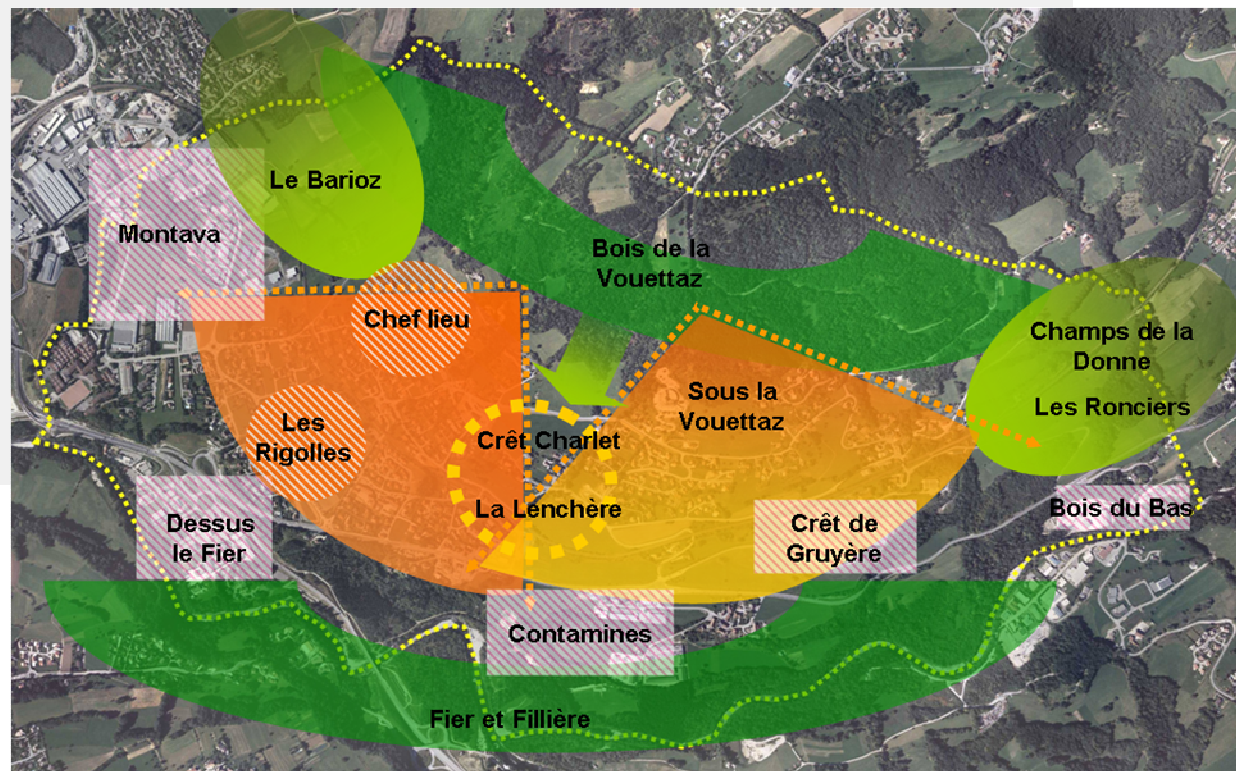 Le Barioz
Montava
Bois de la
Vouettaz
Chef lieu
Champs de la
Donne
Les Ronciers
Sous la
Vouettaz
Les
Rigolles
Crêt Charlet
La Lenchère
Bois du Bas
Dessus
le Fier
Crêt de
Gruyère
Contamines
Fier et Fillière